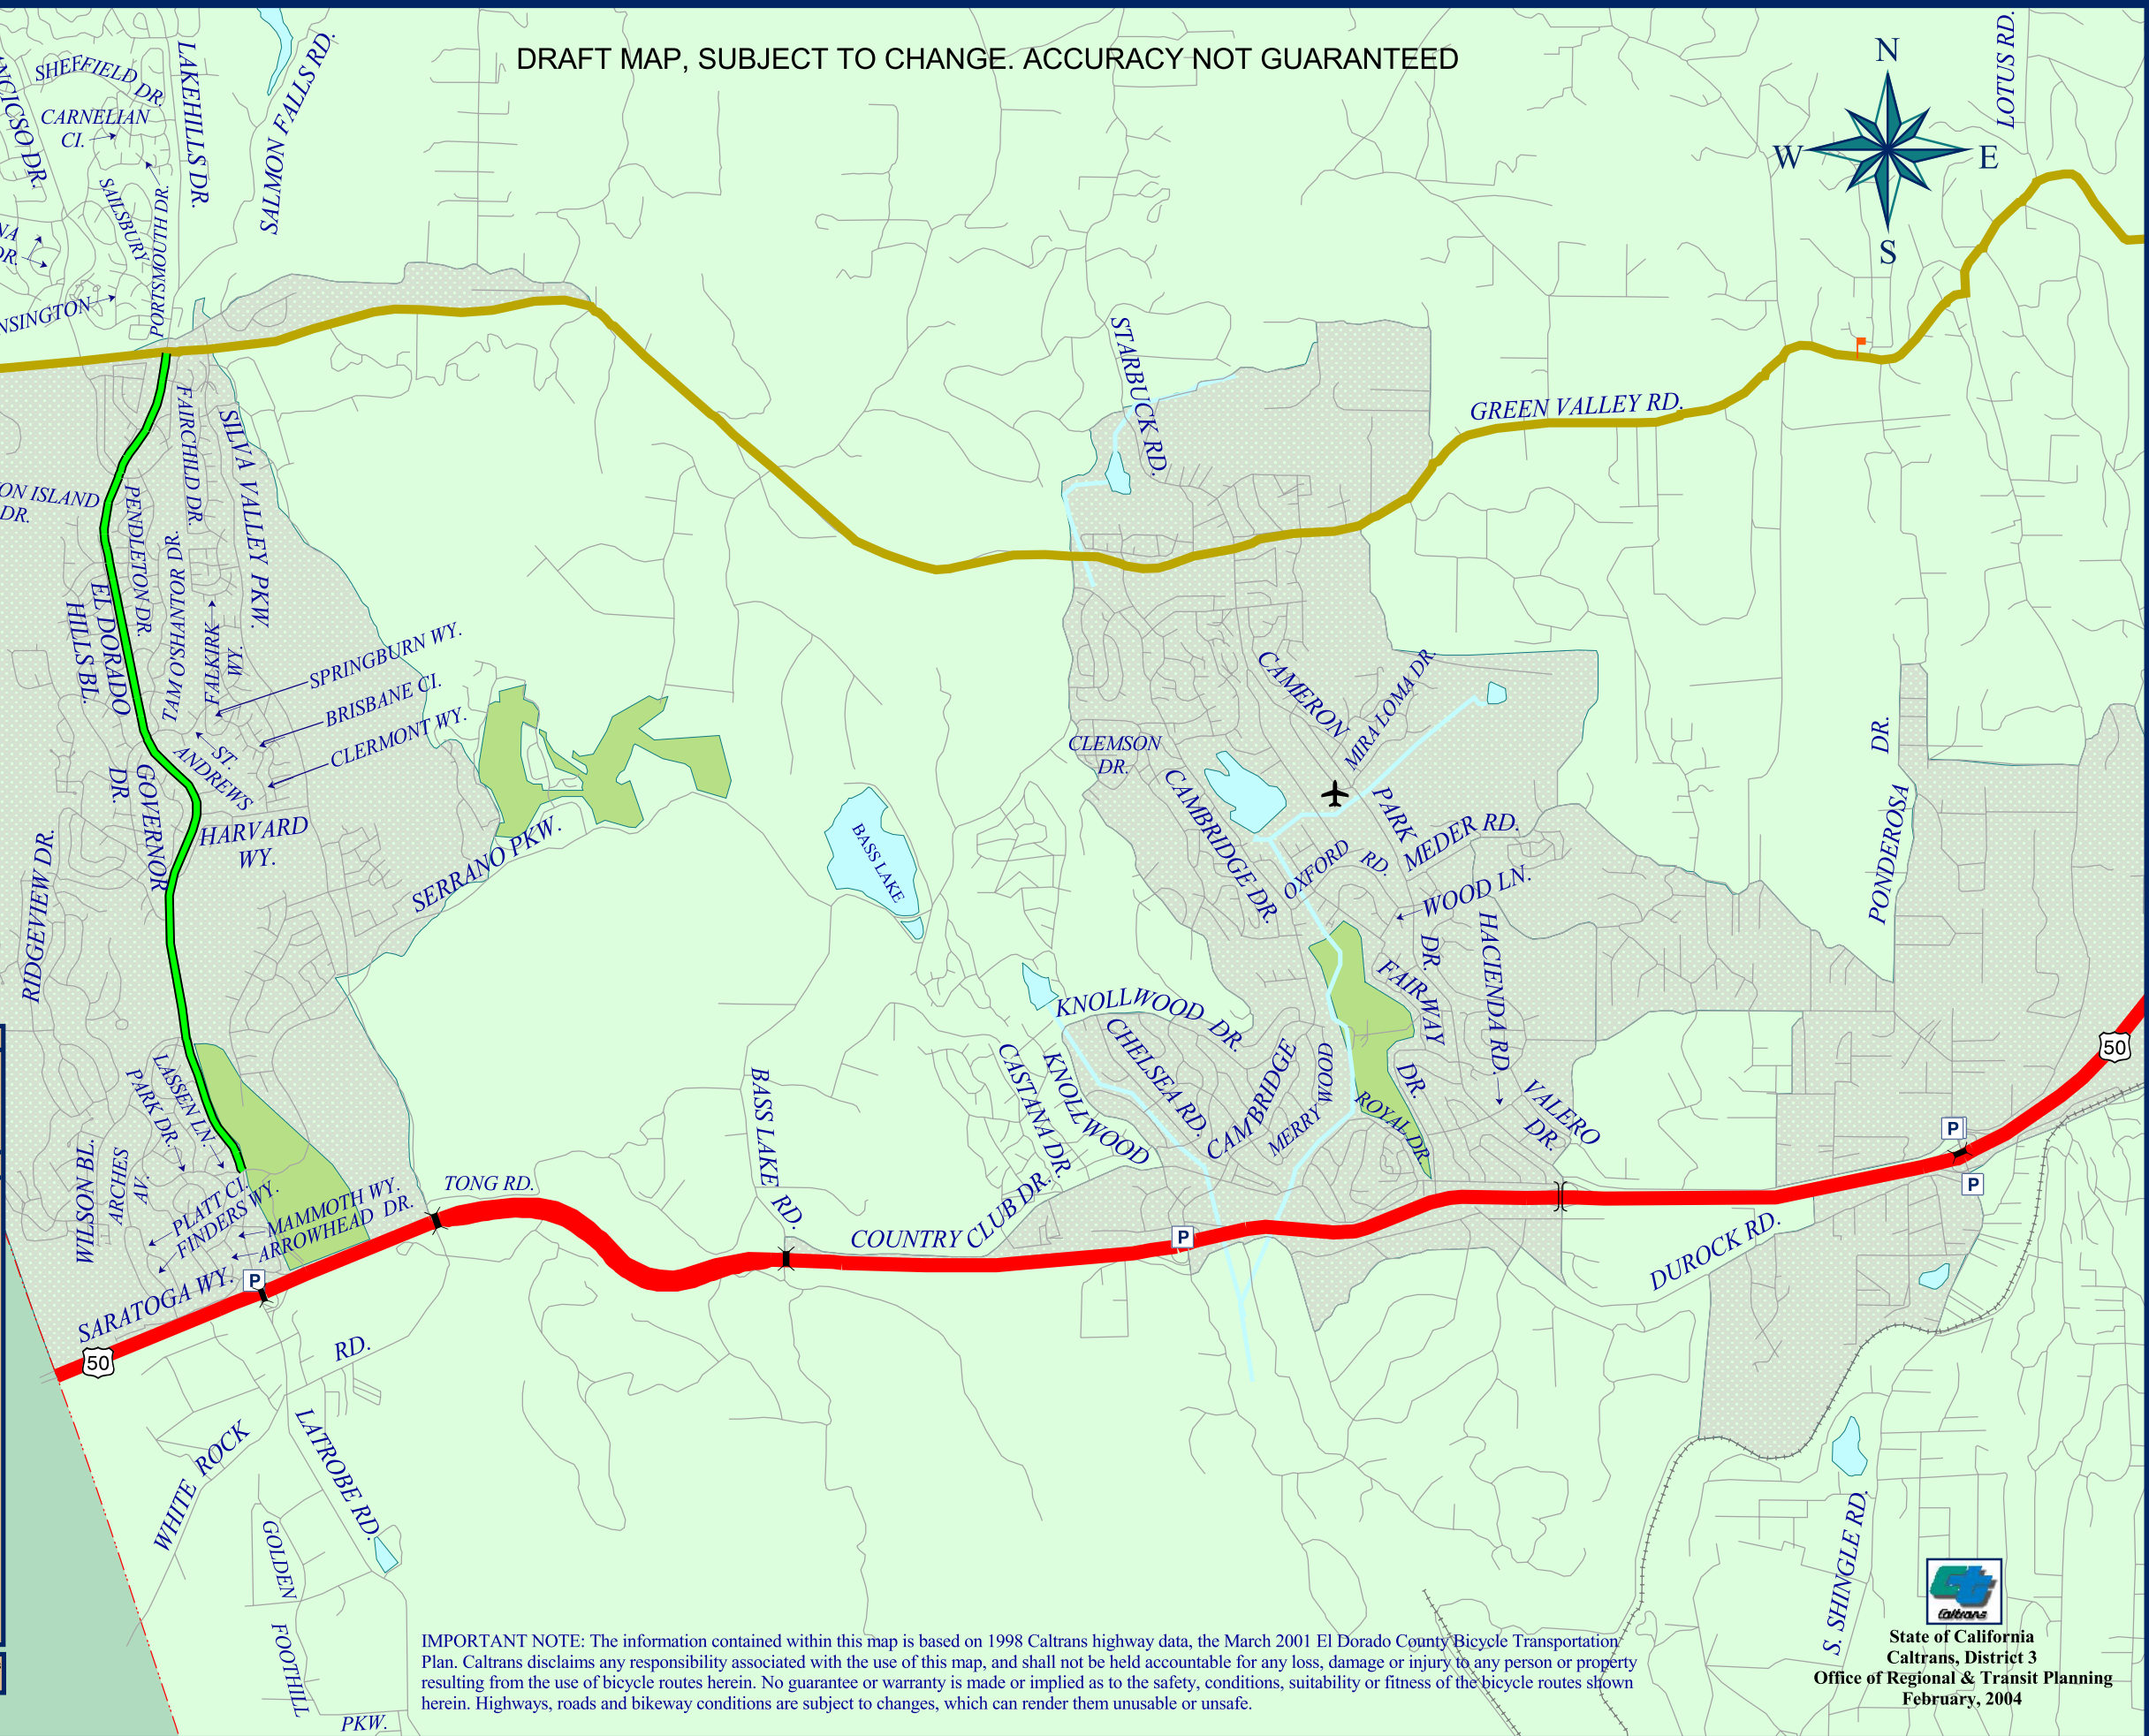 DRAFT MAP, SUBJECT TO CHANGE. ACCURACY NOT GUARANTEED
N
W
E
S
LOTUS RD.
SHEFFIELD DR.
LAKEHILLS DR.
SALMON FALLS RD.
CARNELIAN
CI.
SAILSBURY
PORTSMOUTH DR.
DR.
STARBUCK RD.
GREEN VALLEY RD.
FAIRCHILD DR.
SILVA VALLEY PKW.
ISLAND
DR.
PENDLETON DR.
TAM O'SHANTOR DR.
EL DORADO
HILLS BL.
FALKIRK
WY.
SPRINGBURN WY.
BRISBANE CI.
CLERMONT WY.
ST.
ANDREWS
GOVERNOR
DR.
HARVARD
WY.
SERRANO PKW.
RIDGEVIEW DR.
BASS LAKE
CAMERON
PARK
DR.
MIRA LOMA DR.
CLEMSON
DR.
CAMBRIDGE DR.
OXFORD
RD.
MEDER RD.
WOOD LN.
HACIENDA RD.
FAIRWAY
DR.
PONDEROSA
DR.
KNOLLWOOD DR.
CHELSEA RD.
KNOLLWOOD
CASTANA DR.
CAMBRIDGE
MERRY
WOOD
ROYAL DR
VALERO
DR.
50
P
P
LASSEN LN.
PARK DR.
WILSON BL.
ARCHES
AV.
PLATT CI.
FINDERS WY.
MAMMOTH WY.
ARROWHEAD DR.
TONG RD.
BASS LAKE
RD.
COUNTRY
CLUB DR.
P
P
SARATOGA WY.
50
DUROCK RD.
WHITE ROCK
RD.
LATROBE RD.
GOLDEN
FOOTHILL
PKW.
S. SHINGLE RD.
Caltrans
State of California
Caltrans, District 3
Office of Regional & Transit Planning
February, 2004
IMPORTANT NOTE: The information contained within this map is based on 1998 Caltrans highway data, the March 2001 El Dorado County Bicycle Transportation
Plan. Caltrans disclaims any responsibility associated with the use of this map, and shall not be held accountable for any loss, damage or injury to any person or property
resulting from the use of bicycle routes herein. No guarantee or warranty is made or implied as to the safety, conditions, suitability or fitness of the bicycle routes shown
herein. Highways, roads and bikeway conditions are subject to changes, which can render them unusable or unsafe.